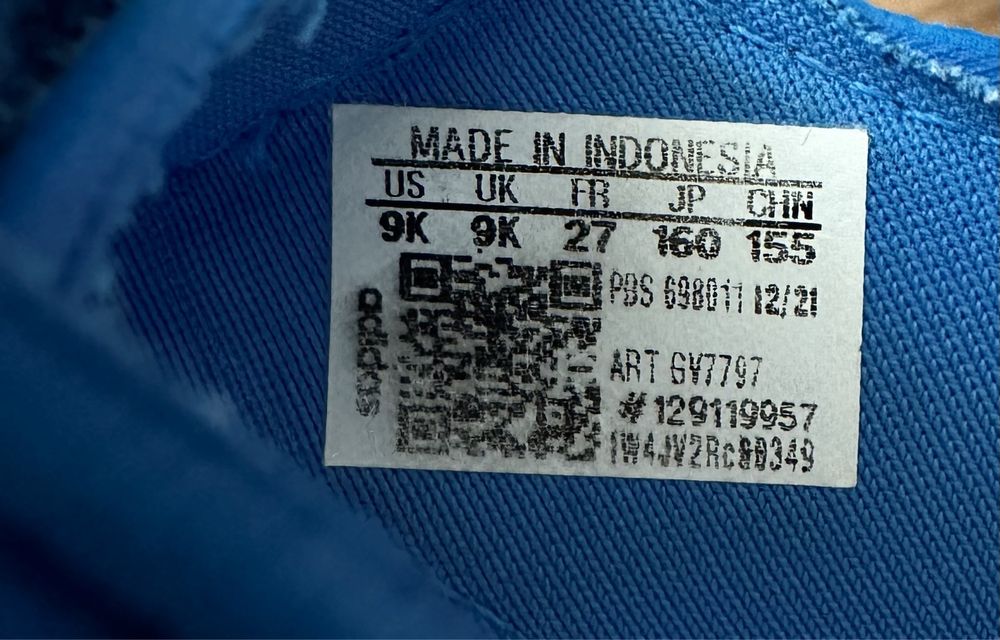 MADE IN INDONESIA
US UK FR JP CHN
9K 9K 27 160 155
adidas
PBS 698011 12/21
ART GV7797
#129119957